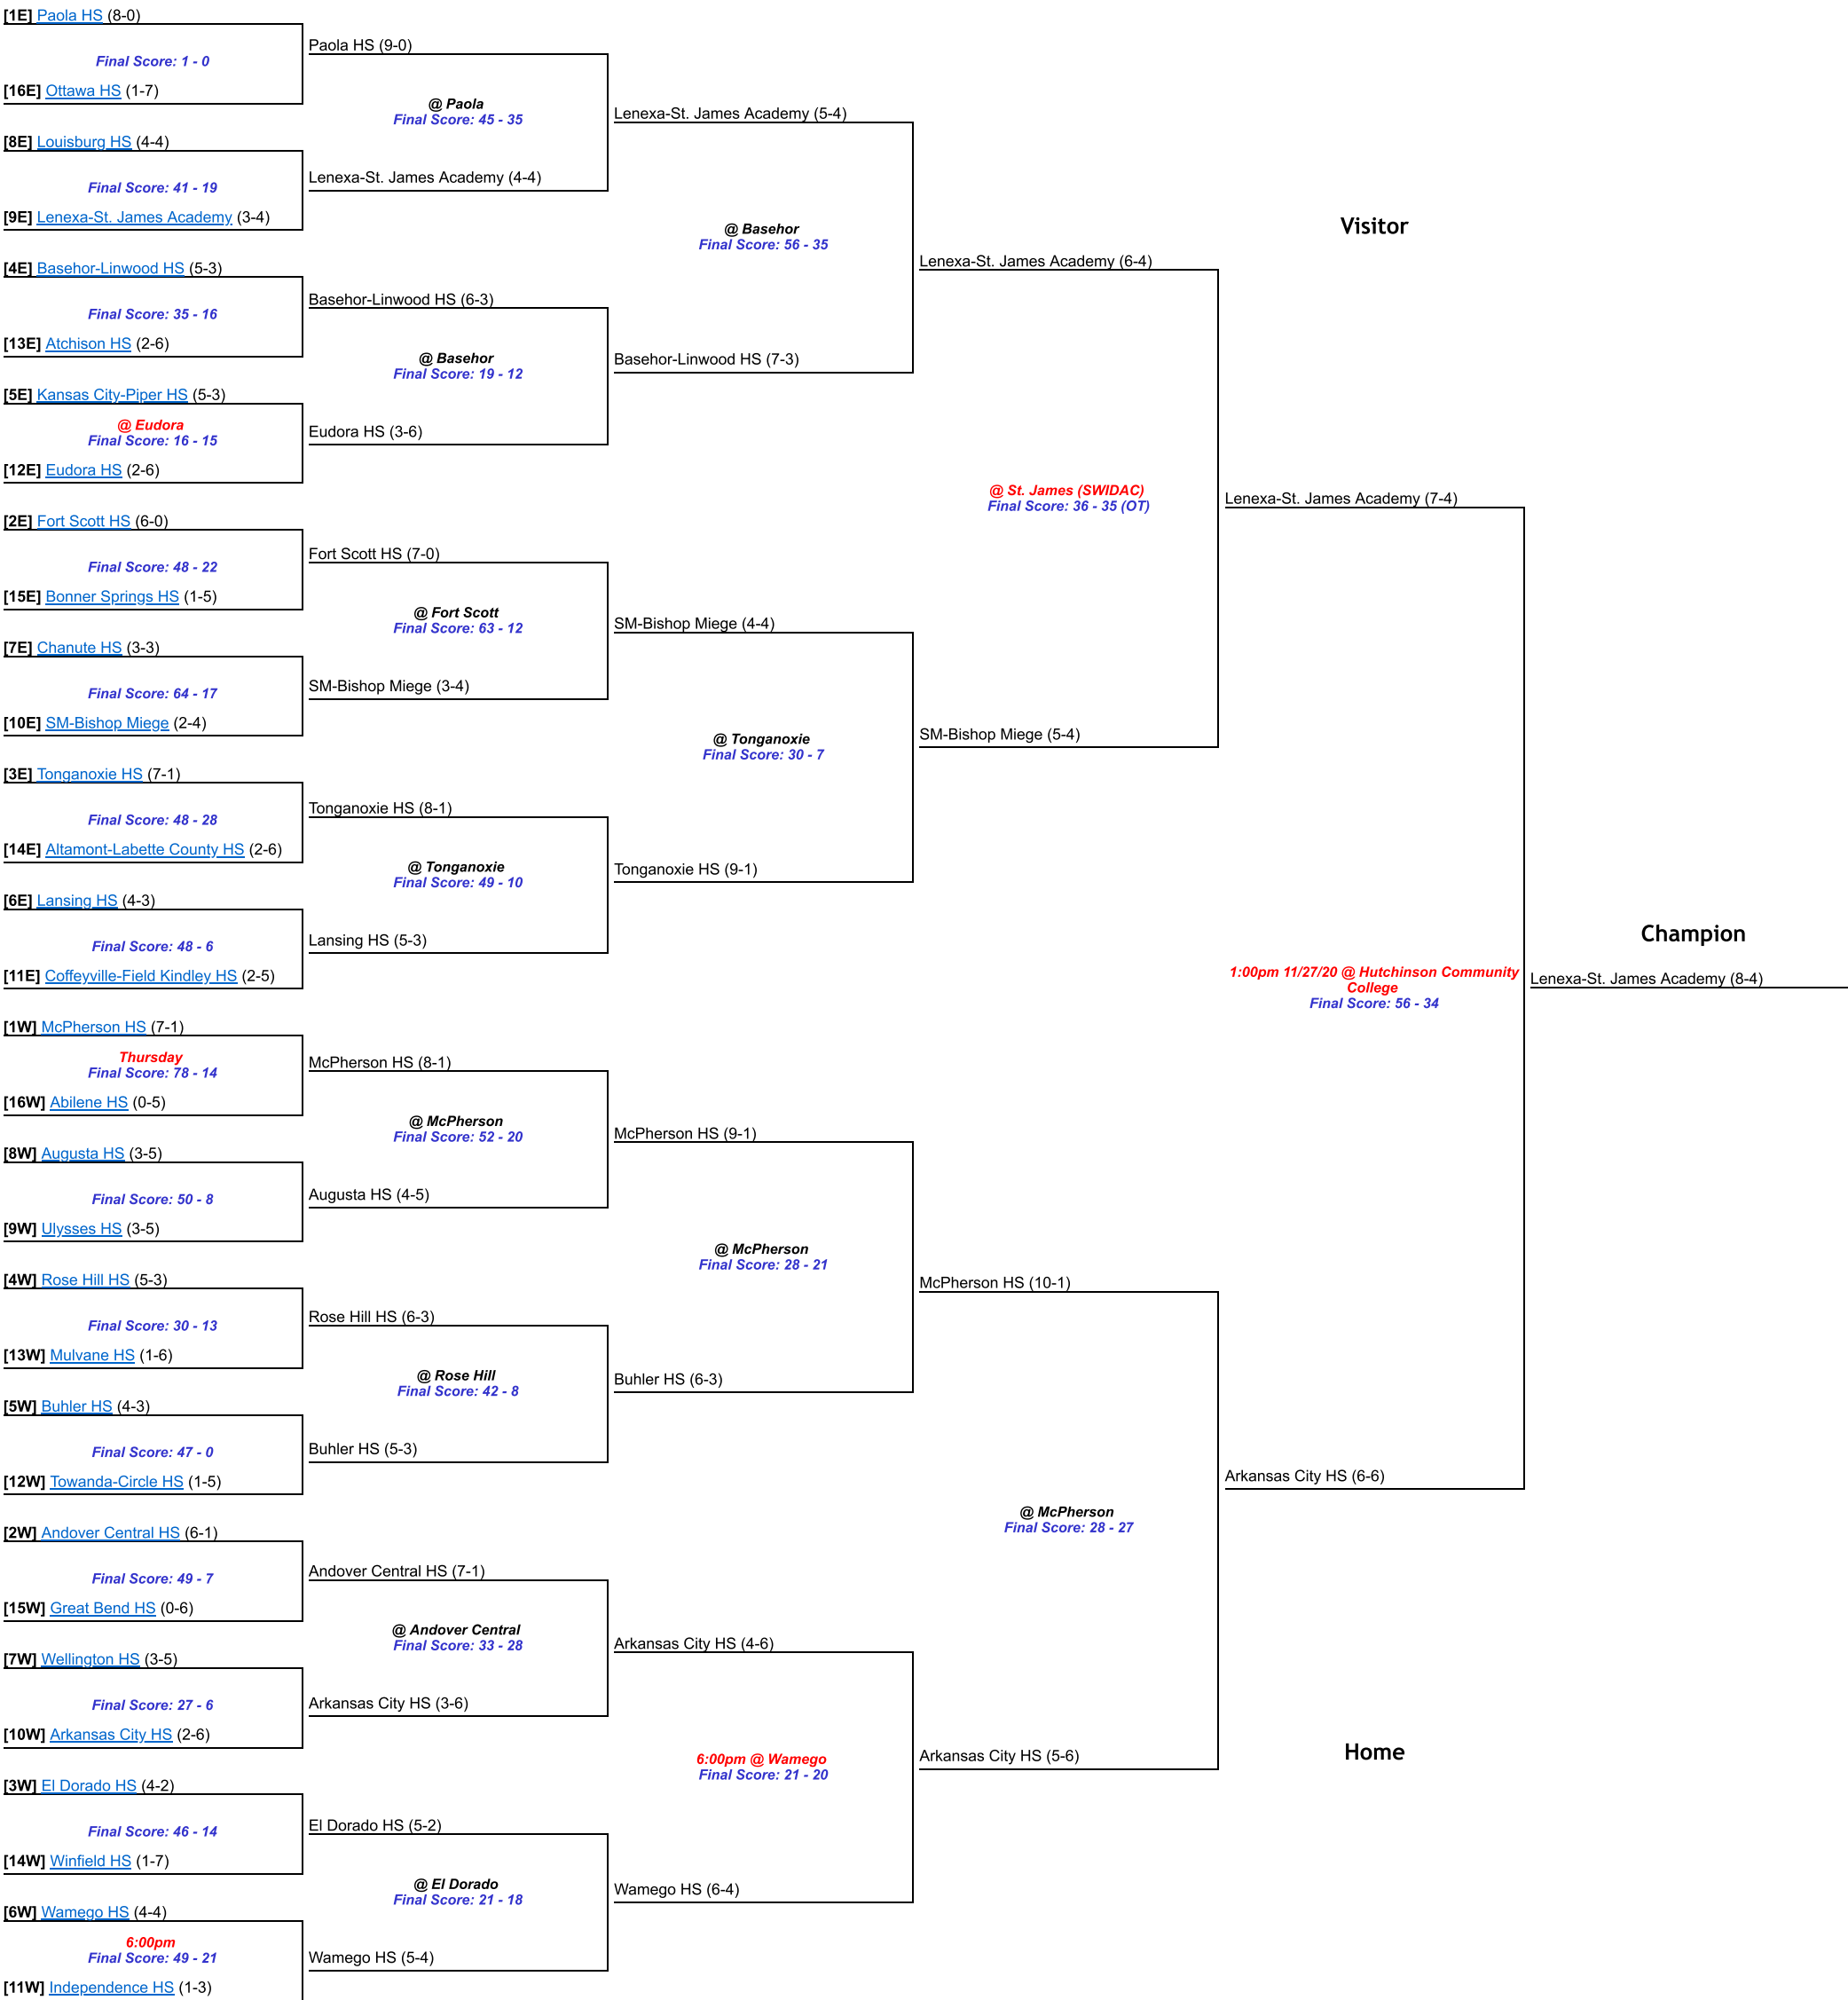 [1E] Paola HS (8-0)
Final Score: 1 - 0
[16E] Ottawa HS (1-7)
[8E] Louisburg HS (4-4)
Final Score: 41 - 19
[9E] Lenexa-St. James Academy (3-4)
[4E] Basehor-Linwood HS (5-3)
Final Score: 35 - 16
[13E] Atchison HS (2-6)
[5E] Kansas City-Piper HS (5-3)
@ Eudora
Final Score: 16 - 15
[12E] Eudora HS (2-6)
[2E] Fort Scott HS (6-0)
Final Score: 48 - 22
[15E] Bonner Springs HS (1-5)
[7E] Chanute HS (3-3)
Final Score: 64 - 17
[10E] SM-Bishop Miege (2-4)
[3E] Tonganoxie HS (7-1)
Final Score: 48 - 28
[14E] Altamont-Labette County HS (2-6)
[6E] Lansing HS (4-3)
Final Score: 48 - 6
[11E] Coffeyville-Field Kindley HS (2-5)
[1W] McPherson HS (7-1)
Thursday
Final Score: 78 - 14
[16W] Abilene HS (0-5)
[8W] Augusta HS (3-5)
Final Score: 50 - 8
[9W] Ulysses HS (3-5)
[4W] Rose Hill HS (5-3)
Final Score: 30 - 13
[13W] Mulvane HS (1-6)
[5W] Buhler HS (4-3)
Final Score: 47 - 0
[12W] Towanda-Circle HS (1-5)
[2W] Andover Central HS (6-1)
Final Score: 49 - 7
[15W] Great Bend HS (0-6)
[7W] Wellington HS (3-5)
Final Score: 27 - 6
[10W] Arkansas City HS (2-6)
[3W] El Dorado HS (4-2)
Final Score: 46 - 14
[14W] Winfield HS (1-7)
[6W] Wamego HS (4-4)
6:00pm
Final Score: 49 - 21
[11W] Independence HS (1-3)
Paola HS (9-0)
@ Paola
Final Score: 45 - 35
Lenexa-St. James Academy (4-4)
Basehor-Linwood HS (6-3)
@ Basehor
Final Score: 19 - 12
Eudora HS (3-6)
Fort Scott HS (7-0)
@ Fort Scott
Final Score: 63 - 12
SM-Bishop Miege (3-4)
Tonganoxie HS (8-1)
@ Tonganoxie
Final Score: 49 - 10
Lansing HS (5-3)
McPherson HS (8-1)
@ McPherson
Final Score: 52 - 20
Augusta HS (4-5)
Rose Hill HS (6-3)
@ Rose Hill
Final Score: 42 - 8
Buhler HS (5-3)
Andover Central HS (7-1)
@ Andover Central
Final Score: 33 - 28
Arkansas City HS (3-6)
El Dorado HS (5-2)
@ El Dorado
Final Score: 21 - 18
Wamego HS (5-4)
Lenexa-St. James Academy (5-4)
@ Basehor
Final Score: 56 - 35
Basehor-Linwood HS (7-3)
SM-Bishop Miege (4-4)
@ Tonganoxie
Final Score: 30 - 7
Tonganoxie HS (9-1)
McPherson HS (9-1)
@ McPherson
Final Score: 28 - 21
Buhler HS (6-3)
Arkansas City HS (4-6)
6:00pm @ Wamego
Final Score: 21 - 20
Wamego HS (6-4)
Lenexa-St. James Academy (6-4)
@ St. James (SWIDAC)
Final Score: 36 - 35 (OT)
SM-Bishop Miege (5-4)
McPherson HS (10-1)
@ McPherson
Final Score: 28 - 27
Arkansas City HS (5-6)
Visitor
Lenexa-St. James Academy (7-4)
1:00pm 11/27/20 @ Hutchinson Community
College
Final Score: 56 - 34
Arkansas City HS (6-6)
Home
Champion
Lenexa-St. James Academy (8-4)